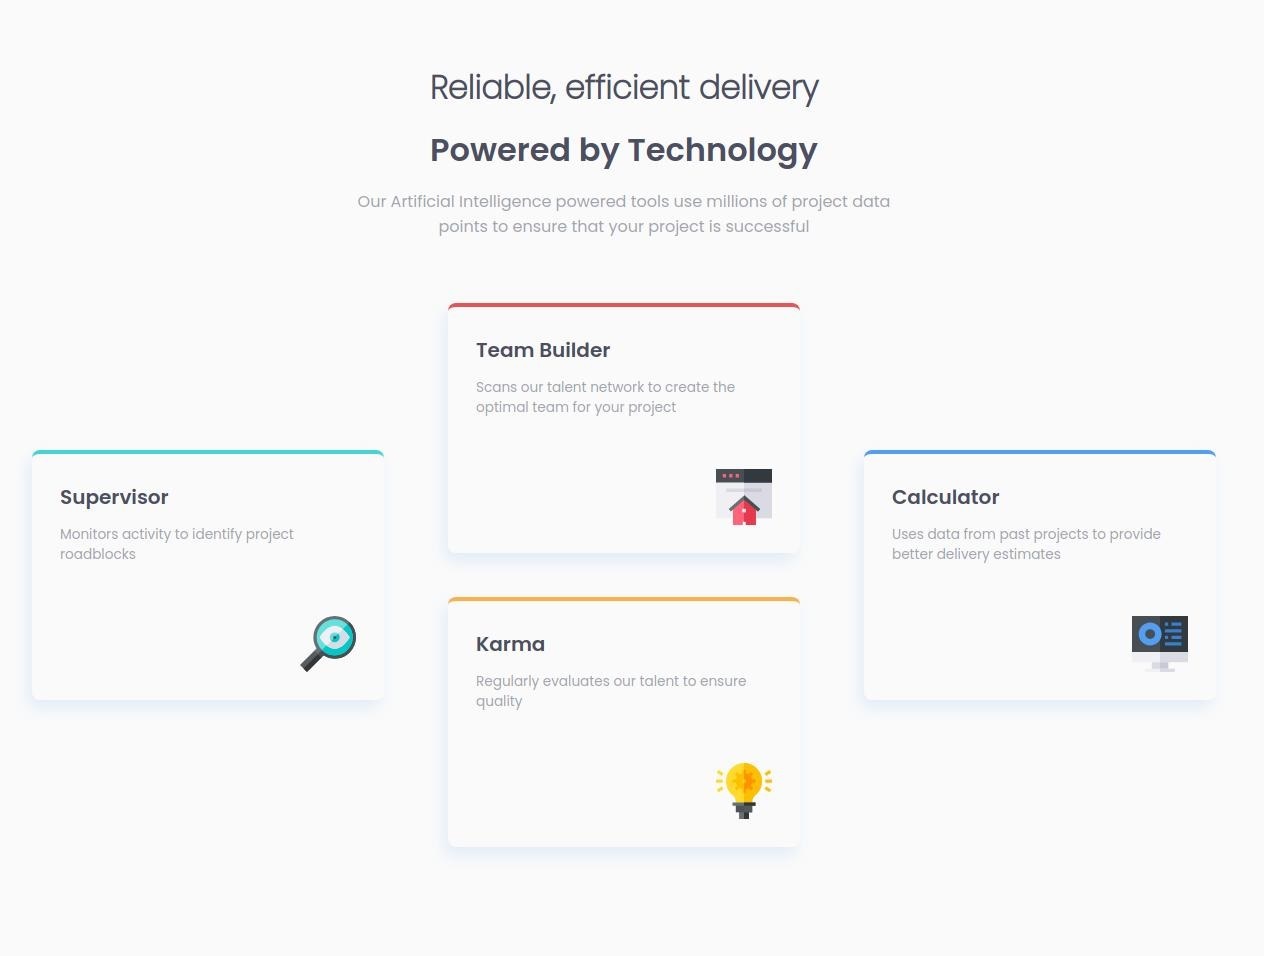 Reliable, efficient delivery
Powered by Technology
Our Artificial Intelligence powered tools use millions of project data
points to ensure that your project is successful
Supervisor
Monitors activity to identify project
roadblocks
Team Builder
Scans our talent network to create the
optimal team for your project
Karma
Regularly evaluates our talent to ensure
quality
Calculator
Uses data from past projects to provide
better delivery estimates